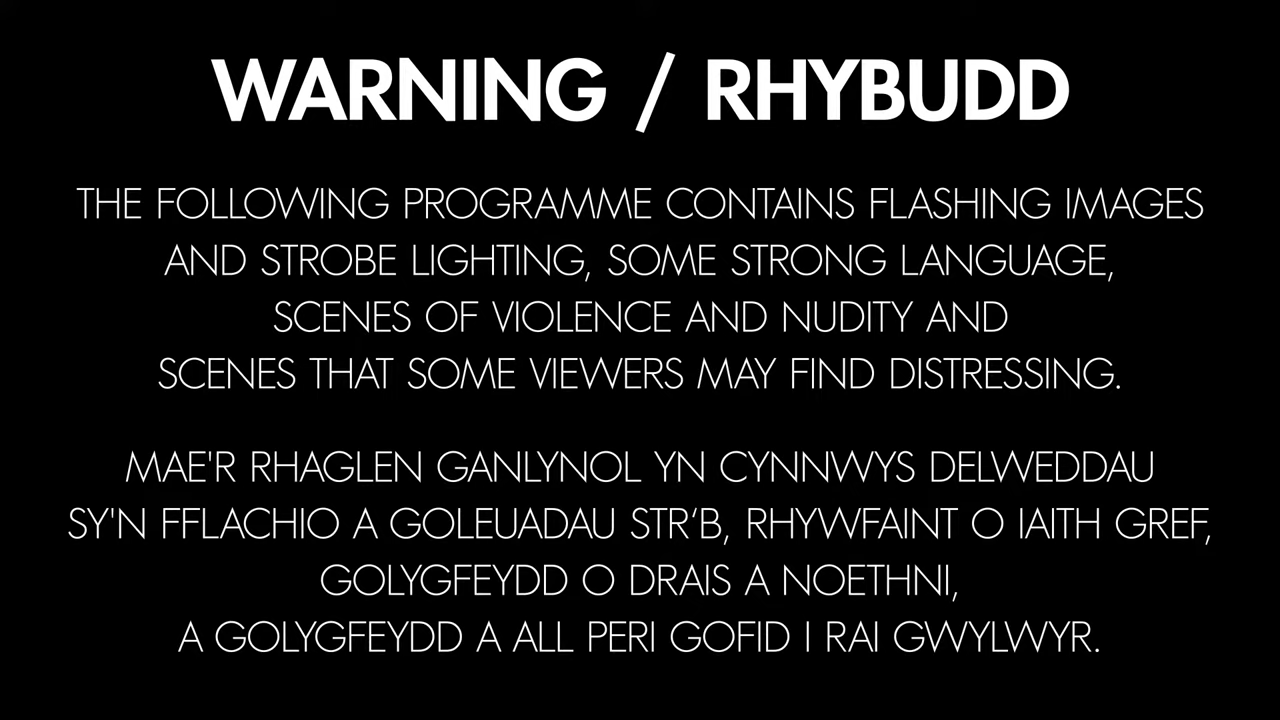 WARNING / RHYBUDD
THE FOLLOWING PROGRAMME CONTAINS FLASHING IMAGES
AND STROBE LIGHTING, SOME STRONG LANGUAGE,
SCENES OF VIOLENCE AND NUDITY AND
SCENES THAT SOME VIEWERS MAY FIND DISTRESSING.
MAE'R RHAGLEN GANLYNOL YN CYNNWYS DELWEDDAU
SY'N FFLACHIO A GOLEUADAU STR‘B, RHYWFAINT O IAITH GREF,
GOLYGFEYDD O DRAIS A NOETHNI,
A GOLYGFEYDD A ALL PERI GOFID I RAI GWYLWYR.